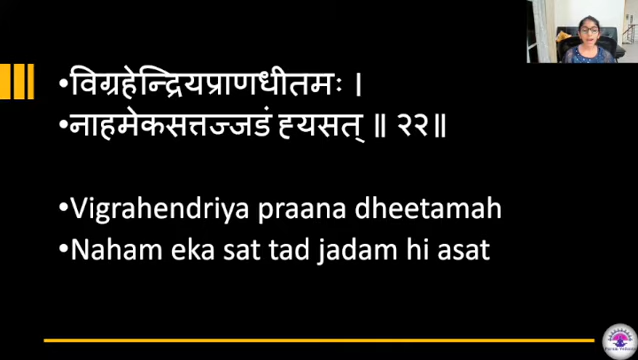 •विग्रहेन्द्रियप्राणधीतमः ।
•नाहमेकसत्तज्जडं ह्यसत् ॥ २२॥
•Vigrahendriya praana dheetamah
•Naham eka sat tad jadam hi asat